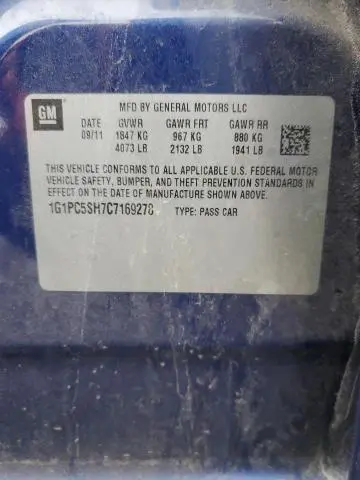 GM
MFD BY GENERAL MOTORS LLC
DATE GVWR GAWR FRT GAWR RR
09/11 1847 KG 967 KG 880 KG
4073 LB 2132 LB 1941 LB
THIS VEHICLE CONFORMS TO ALL APPLICABLE U.S. FEDERAL MOTOR
VEHICLE SAFETY, BUMPER, AND THEFT PREVENTION STANDARDS IN
EFFECT ON THE DATE OF MANUFACTURE SHOWN ABOVE.
1G1PC5SH7C7169278 TYPE: PASS CAR